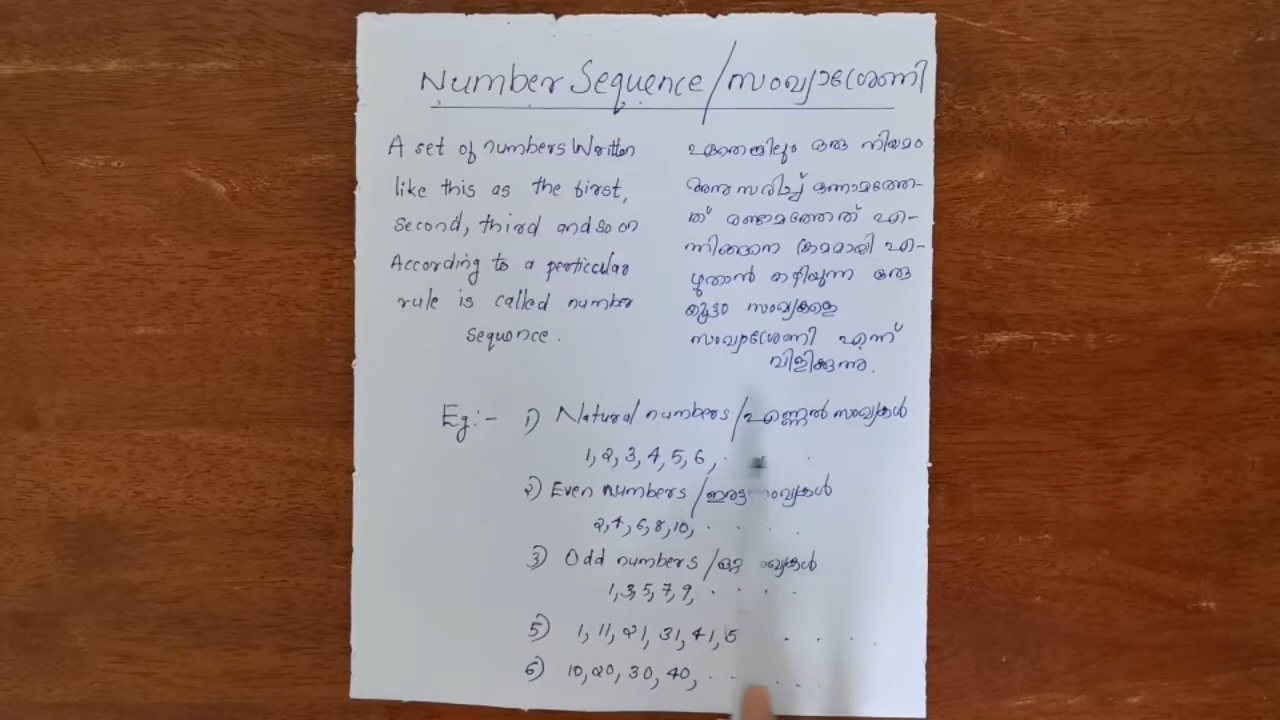 Number Sequence/സംഖ്യാശ്രേണി
A set of numbers Written
like this as the first,
Second, third and so on
According to a perticular
rule is called number
Sequence.
ഏതെങ്കിലും ഒരു നിയമം
അനുസരിച്ച് ഒന്നാമത്തേ-
ത് രണ്ടാമത്തേത് എ-
ന്നിങ്ങനെ ക്രമമായി എ-
ഴുതാൻ കഴിയുന്ന ഒരു
കൂട്ടം സംഖ്യകളെ
സംഖ്യാശ്രേണി എന്ന്
വിളിക്കുന്നു.
Eg:- 1) Natural numbers/എണ്ണൽ സംഖ്യകൾ
1, 2, 3, 4, 5, 6, . .
2) Even numbers/ഇരട്ട
2, 4, 6, 8, 10, . . . .
3) Odd numbers/
1, 3, 5, 7, 9, . . . .
5) 1, 11, 21, 31, 41, 5 . . . .
6) 10, 20, 30, 40, . . . . .